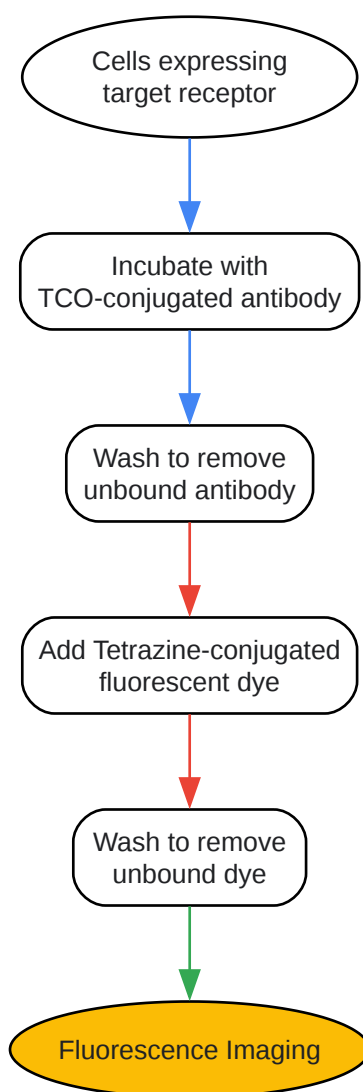 Cells expressing
target receptor
Incubate with
TCO-conjugated antibody
Wash to remove
unbound antibody
Add Tetrazine-conjugated
fluorescent dye
Wash to remove
unbound dye
Fluorescence Imaging